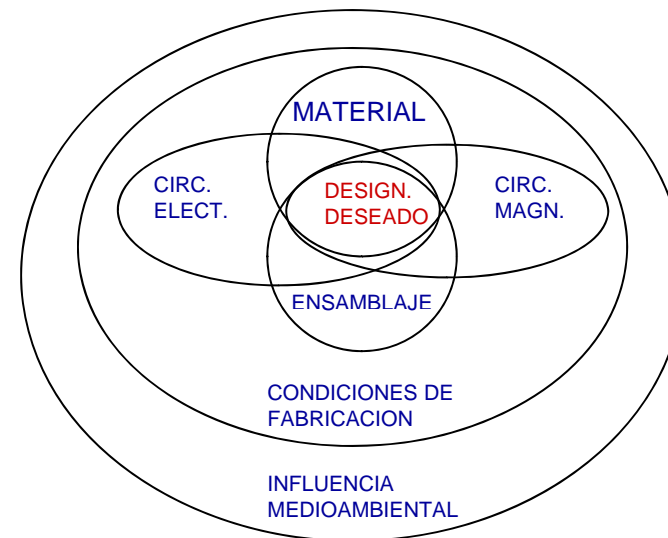 MATERIAL
CIRC.
ELECT.
DESIGN.
DESEADO
CIRC.
MAGN.
ENSAMBLAJE
CONDICIONES DE
FABRICACION
INFLUENCIA
MEDIOAMBIENTAL